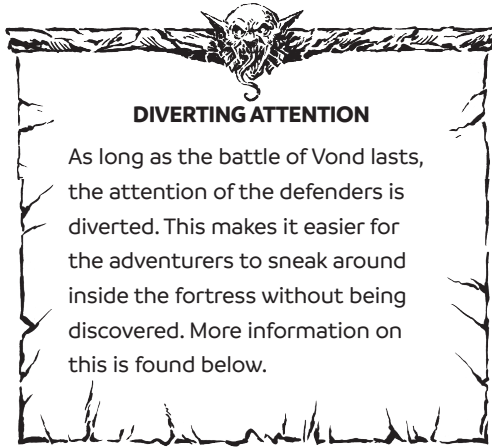 DIVERTING ATTENTION
As long as the battle of Vond lasts,
the attention of the defenders is
diverted. This makes it easier for
the adventurers to sneak around
inside the fortress without being
discovered. More information on
this is found below.